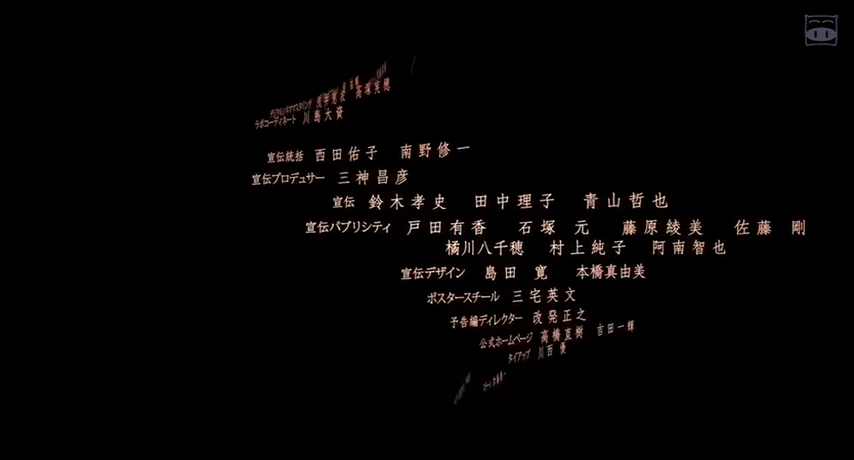 ラボコーディネート 川島大資
宣伝統括 西田佑子 南野修一
宣伝プロデュサー 三神昌彦
宣伝 鈴木孝史 田中理子 青山哲也
宣伝パブリシティ 戸田有香 石塚 元 藤原綾美 佐藤 剛
橘川八千穂 村上純子 阿南智也
宣伝デザイン 島田 寛 本橋真由美
ポスタースチール 三宅英文
予告編ディレクター 改発正之
公式ホームページ 高橋直樹 吉田一輝
タイアップ 川西優